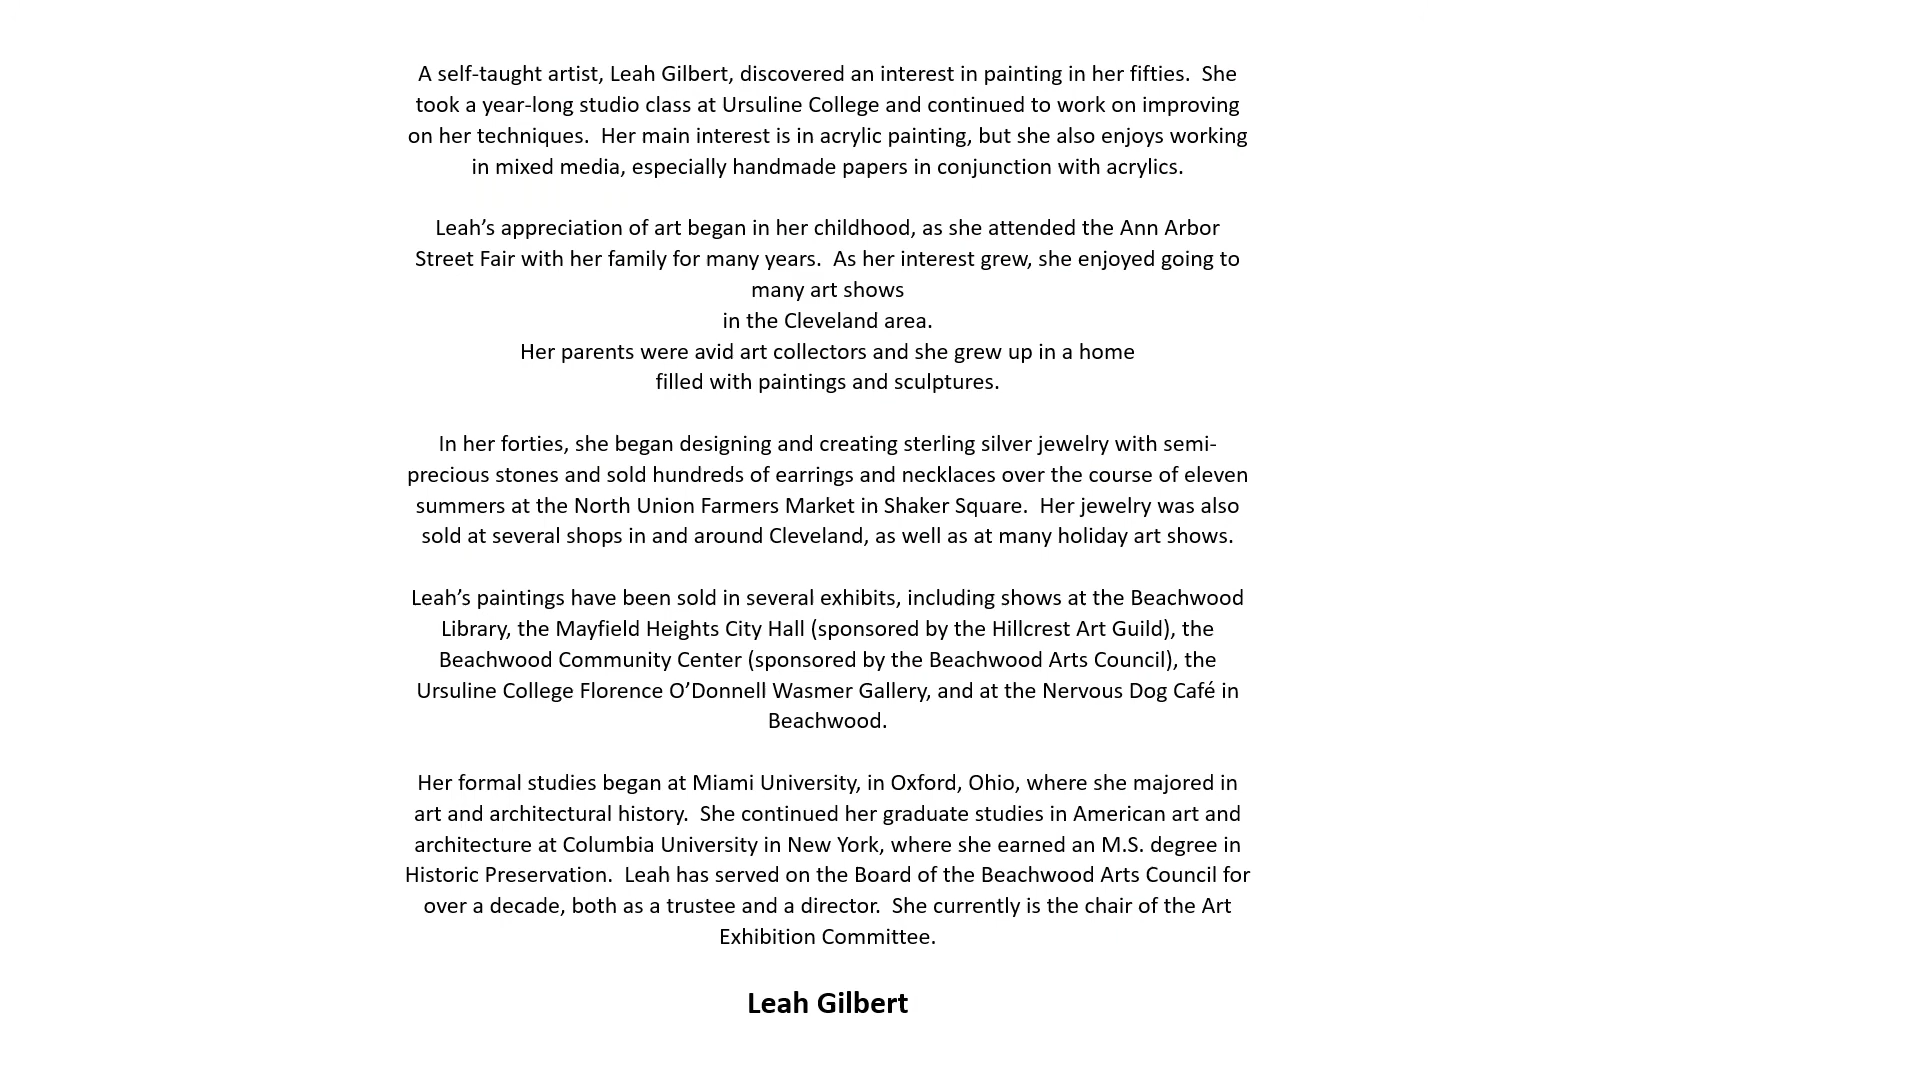 A self-taught artist, Leah Gilbert, discovered an interest in painting in her fifties.  She
took a year-long studio class at Ursuline College and continued to work on improving
on her techniques.  Her main interest is in acrylic painting, but she also enjoys working
in mixed media, especially handmade papers in conjunction with acrylics.
Leah’s appreciation of art began in her childhood, as she attended the Ann Arbor
Street Fair with her family for many years.  As her interest grew, she enjoyed going to
many art shows
in the Cleveland area.
Her parents were avid art collectors and she grew up in a home
filled with paintings and sculptures.
In her forties, she began designing and creating sterling silver jewelry with semi-
precious stones and sold hundreds of earrings and necklaces over the course of eleven
summers at the North Union Farmers Market in Shaker Square.  Her jewelry was also
sold at several shops in and around Cleveland, as well as at many holiday art shows.
Leah’s paintings have been sold in several exhibits, including shows at the Beachwood
Library, the Mayfield Heights City Hall (sponsored by the Hillcrest Art Guild), the
Beachwood Community Center (sponsored by the Beachwood Arts Council), the
Ursuline College Florence O’Donnell Wasmer Gallery, and at the Nervous Dog Café in
Beachwood.
Her formal studies began at Miami University, in Oxford, Ohio, where she majored in
art and architectural history.  She continued her graduate studies in American art and
architecture at Columbia University in New York, where she earned an M.S. degree in
Historic Preservation.  Leah has served on the Board of the Beachwood Arts Council for
over a decade, both as a trustee and a director.  She currently is the chair of the Art
Exhibition Committee.
Leah Gilbert